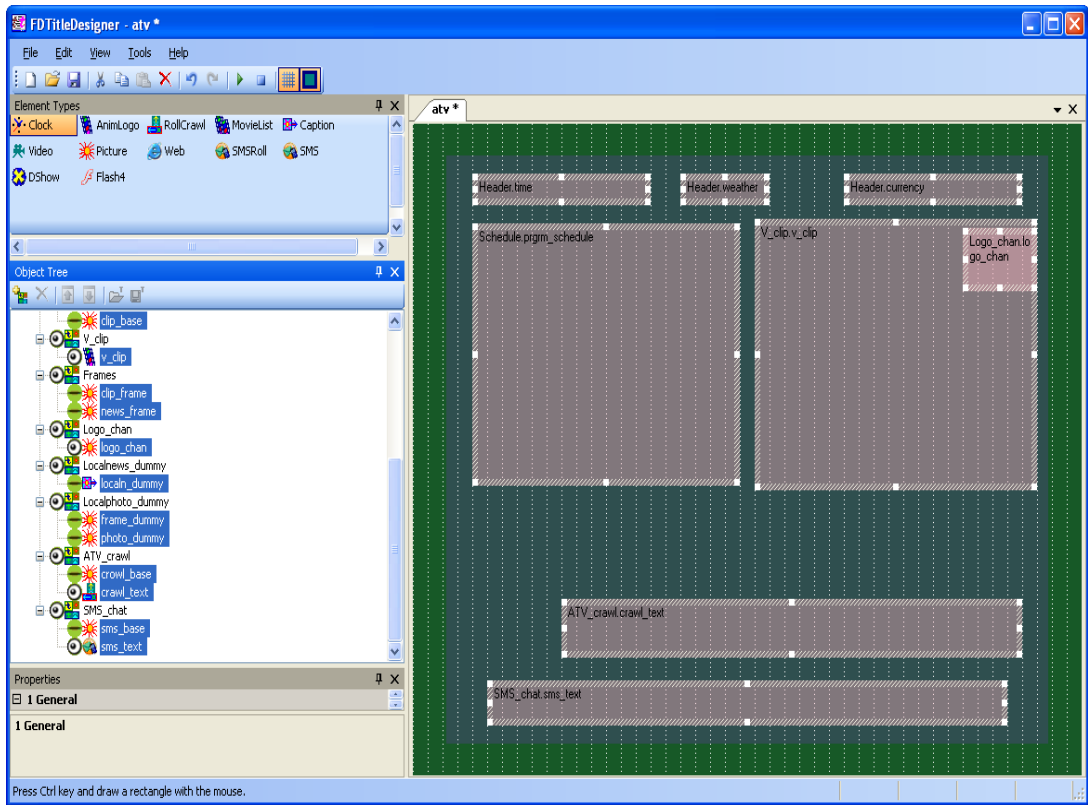 FDTitleDesigner - atv *
File Edit View Tools Help
Element Types
Clock AnimLogo RollCrawl MovieList Caption
Video Picture Web SMSRoll SMS
DShow Flash4
Object Tree
clip_base
V_clip
v_clip
Frames
clip_frame
news_frame
Logo_chan
logo_chan
Localnews_dummy
localn_dummy
Localphoto_dummy
frame_dummy
photo_dummy
ATV_crawl
crowl_base
crawl_text
SMS_chat
sms_base
sms_text
Properties
1 General
1 General
atv *
Header.time Header.weather Header.currency
Schedule.prgrm_schedule
V_clip.v_clip
Logo_chan.lo
go_chan
ATV_crawl.crawl_text
SMS_chat.sms_text
Press Ctrl key and draw a rectangle with the mouse.